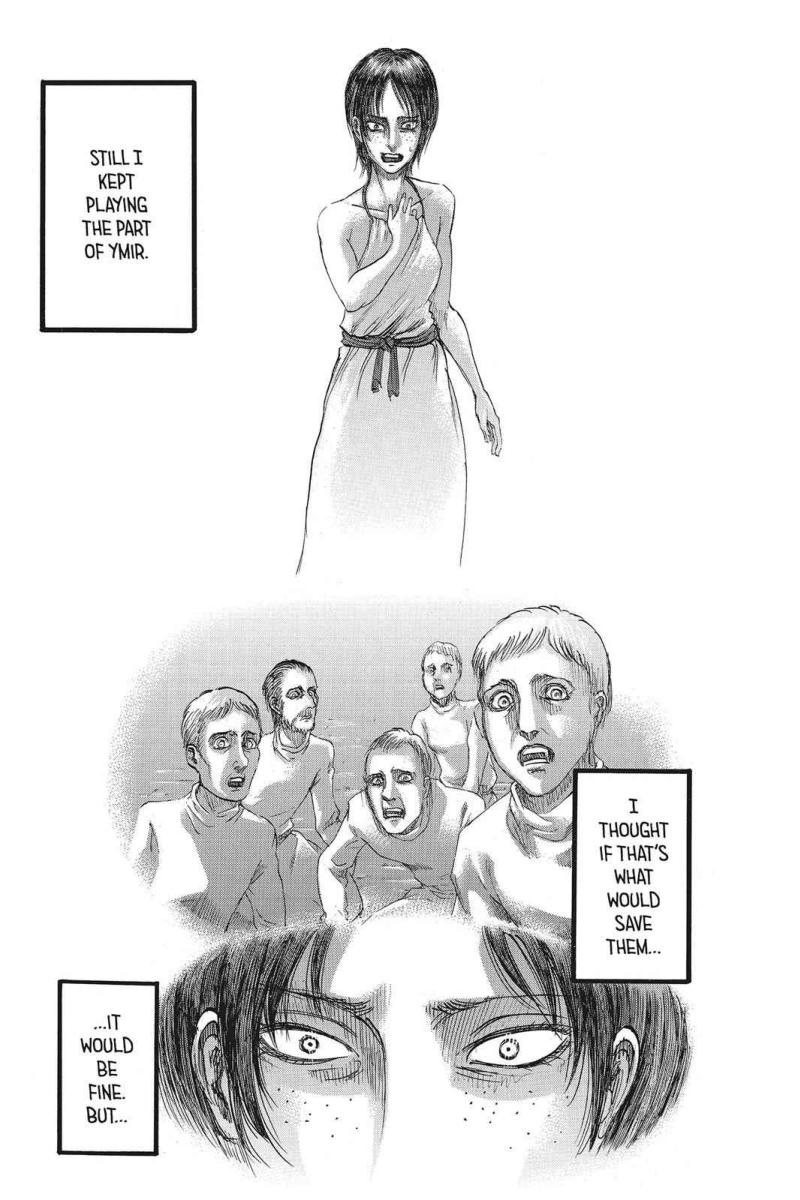 STILL I
KEPT
PLAYING
THE PART
OF YMIR.
I
THOUGHT
IF THAT'S
WHAT
WOULD
SAVE
THEM...
...IT
WOULD
BE
FINE.
BUT...